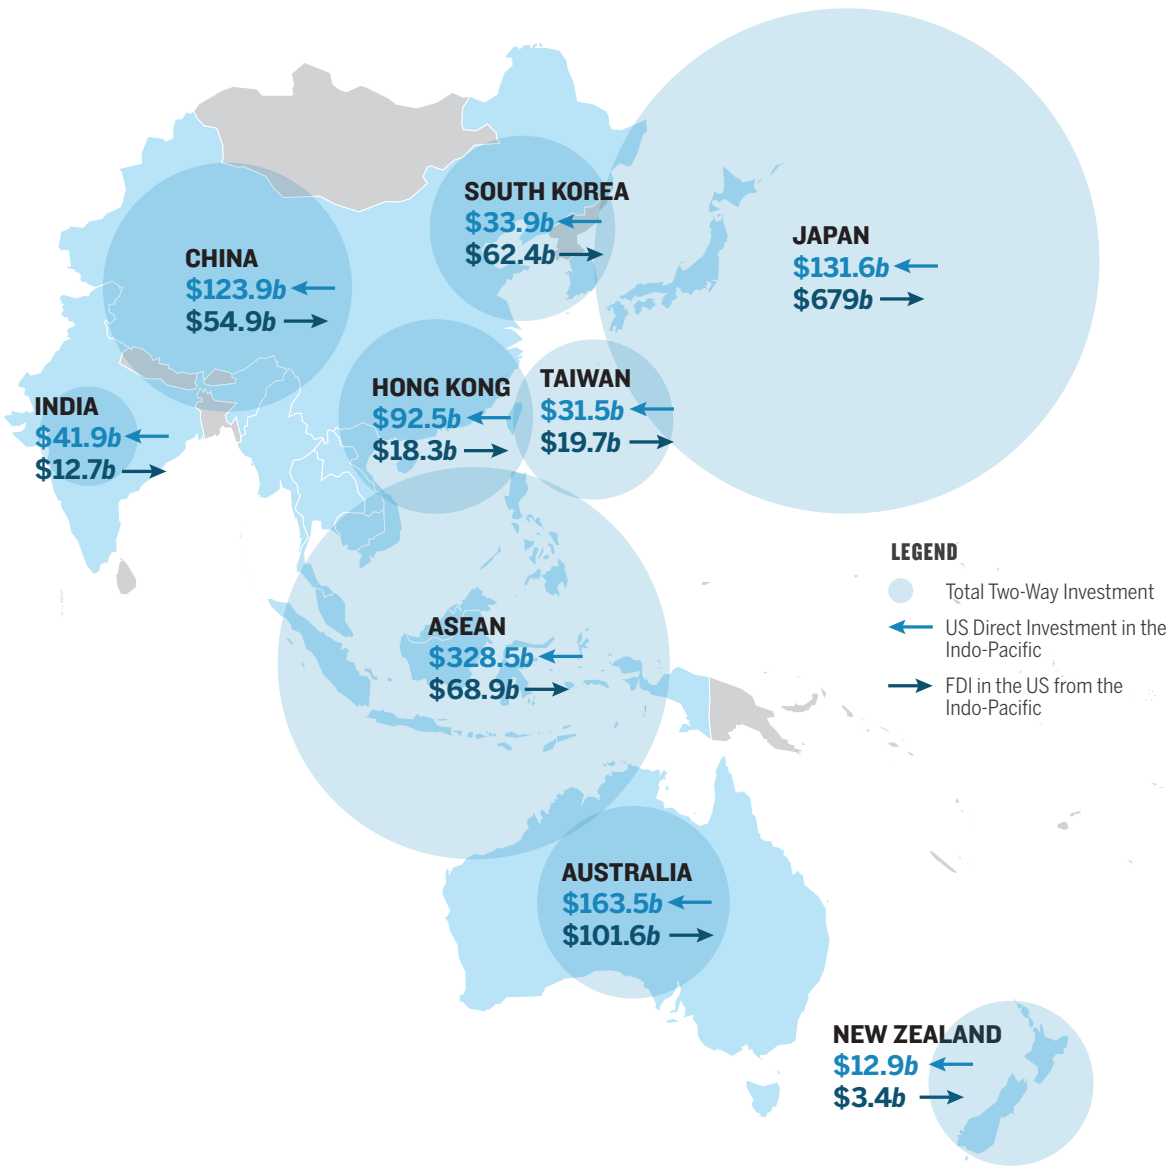 SOUTH KOREA
$33.9b
$62.4b
JAPAN
$131.6b
$679b
CHINA
$123.9b
$54.9b
HONG KONG
$92.5b
$18.3b
TAIWAN
$31.5b
$19.7b
INDIA
$41.9b
$12.7b
LEGEND
Total Two-Way Investment
US Direct Investment in the
Indo-Pacific
FDI in the US from the
Indo-Pacific
ASEAN
$328.5b
$68.9b
AUSTRALIA
$163.5b
$101.6b
NEW ZEALAND
$12.9b
$3.4b